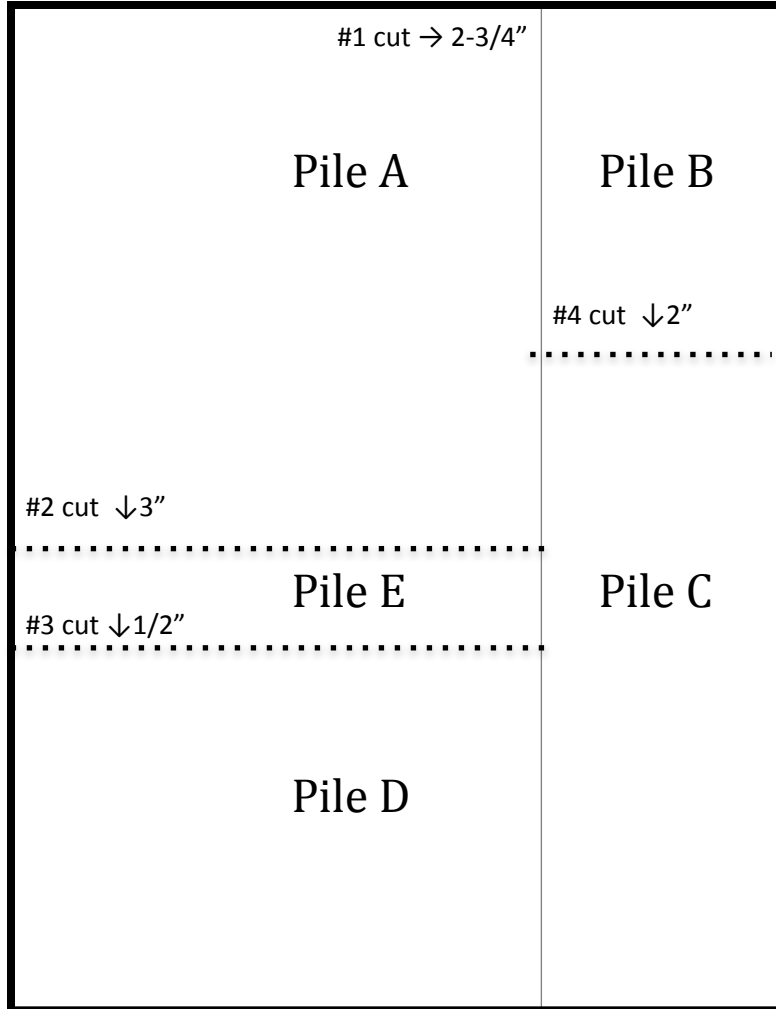 #1 cut → 2-3/4”
Pile A
Pile B
#4 cut ↓2”
#2 cut ↓3”
Pile E
Pile C
#3 cut ↓1/2”
Pile D